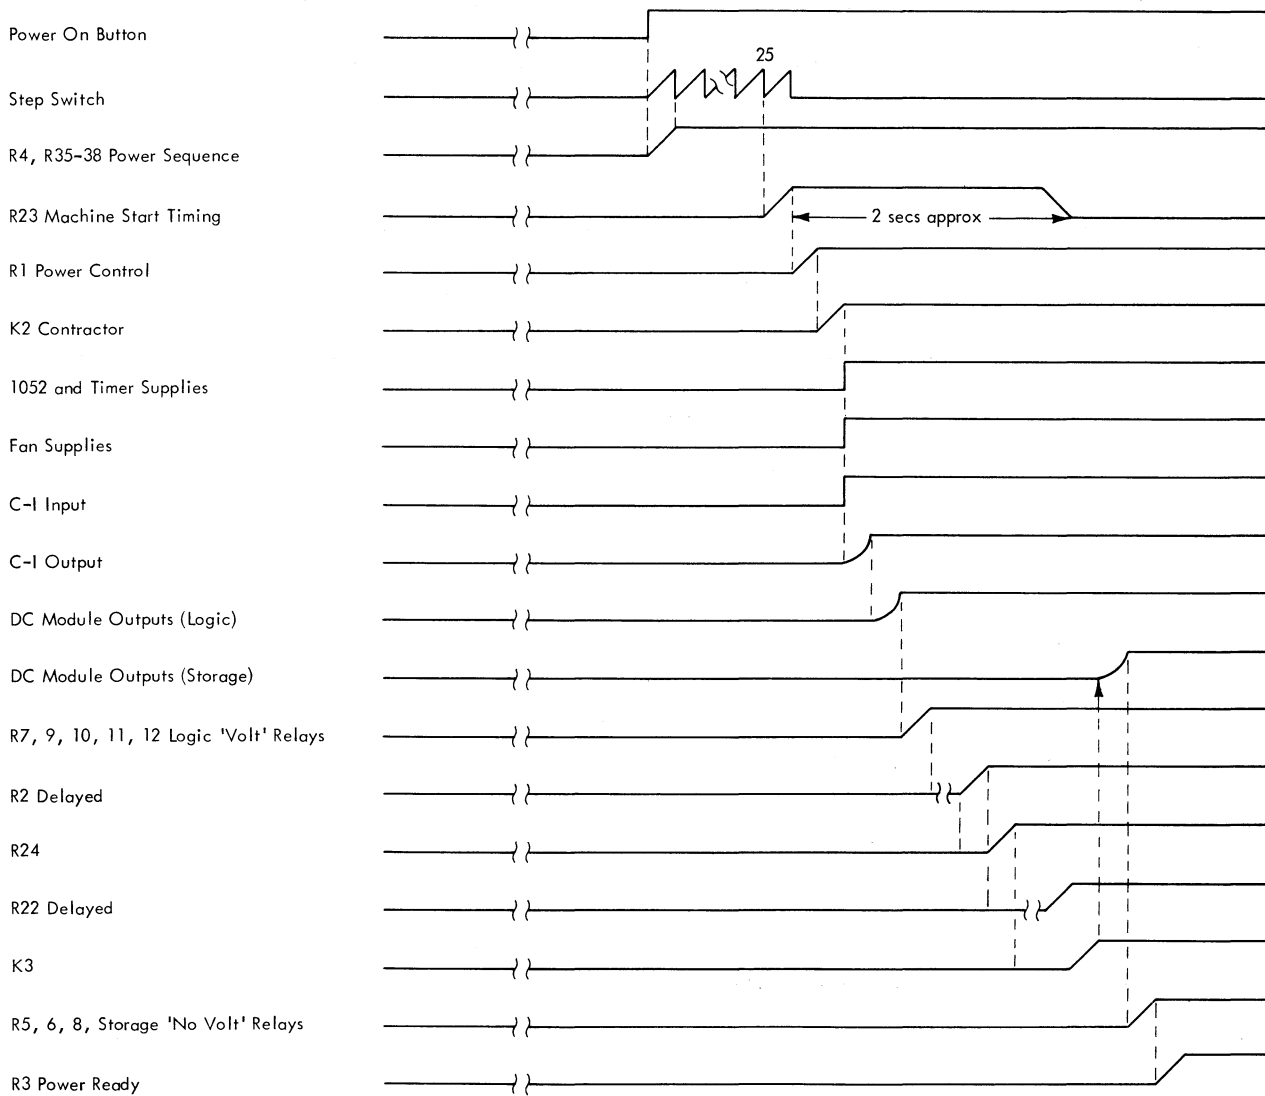 Power On Button
25
Step Switch
R4, R35-38 Power Sequence
R23 Machine Start Timing
2 secs approx
R1 Power Control
K2 Contractor
1052 and Timer Supplies
Fan Supplies
C-I Input
C-I Output
DC Module Outputs (Logic)
DC Module Outputs (Storage)
R7, 9, 10, 11, 12 Logic 'Volt' Relays
R2 Delayed
R24
R22 Delayed
K3
R5, 6, 8, Storage 'No Volt' Relays
R3 Power Ready